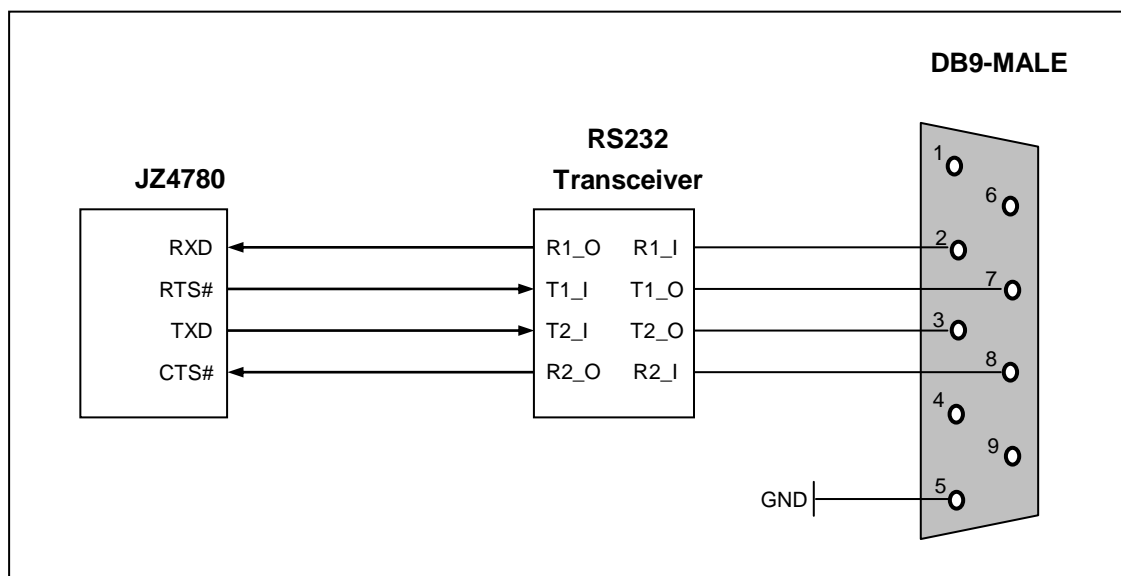 DB9-MALE
RS232
Transceiver
JZ4780
1
6
RXD
R1_O R1_I
2
RTS#
T1_I T1_O
7
TXD
T2_I T2_O
3
CTS#
R2_O R2_I
8
4
9
GND
5